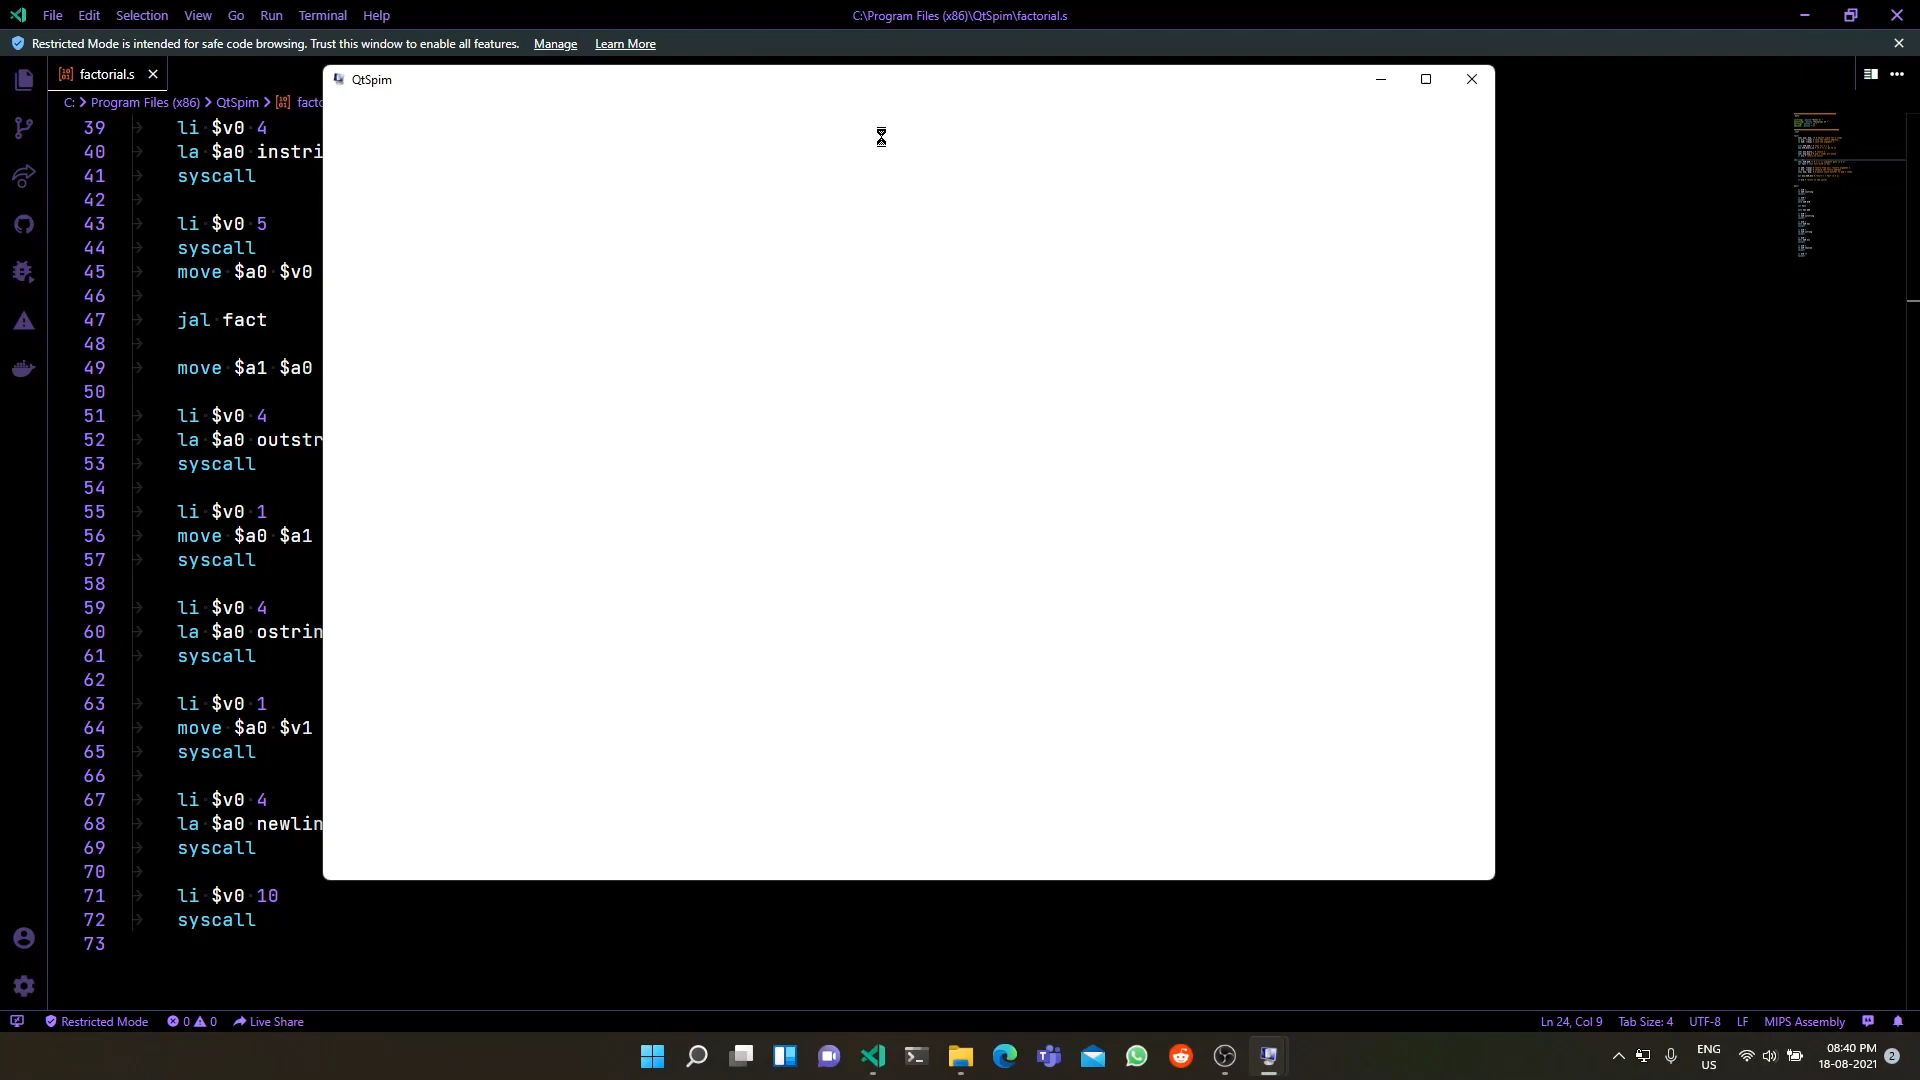 File Edit Selection View Go Run Terminal Help
C:\Program Files (x86)\QtSpim\factorial.s
Restricted Mode is intended for safe code browsing. Trust this window to enable all features. Manage Learn More
factorial.s
QtSpim
C: > Program Files (x86) > QtSpim >
39 li $v0 4
40 la $a0 instri
41 syscall
42
43 li $v0 5
44 syscall
45 move $a0 $v0
46
47 jal fact
48
49 move $a1 $a0
50
51 li $v0 4
52 la $a0 outstr
53 syscall
54
55 li $v0 1
56 move $a0 $a1
57 syscall
58
59 li $v0 4
60 la $a0 ostrin
61 syscall
62
63 li $v0 1
64 move $a0 $v1
65 syscall
66
67 li $v0 4
68 la $a0 newlin
69 syscall
70
71 li $v0 10
72 syscall
73
Restricted Mode 0 0 Live Share
Ln 24, Col 9 Tab Size: 4 UTF-8 LF MIPS Assembly
ENG
US
08:40 PM
18-08-2021
2